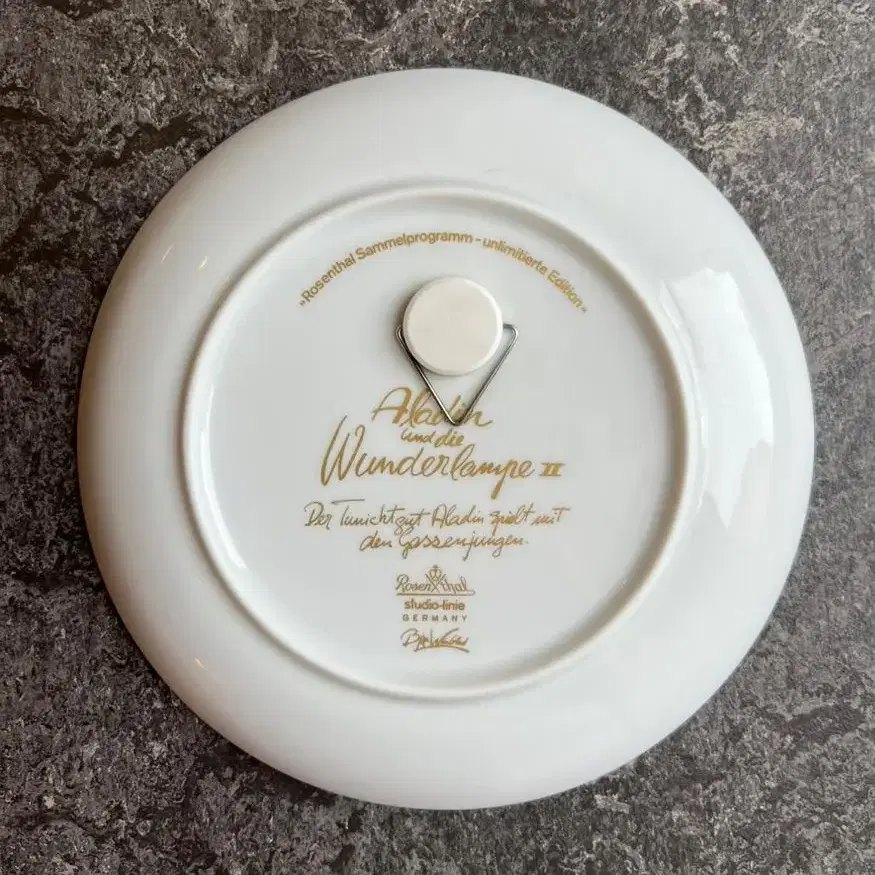 „Rosenthal Sammelprogramm - unlimitierte Edition“
Aladin
und die
Wunderlampe II
Der Tunichtgut Aladin spielt mit
den Gassenjungen.
Rosenthal
studio-linie
GERMANY